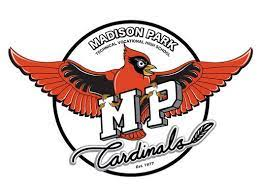 MADISON PARK
TECHNICAL VOCATIONAL HIGH SCHOOL
MP
Cardinals
Est. 1977